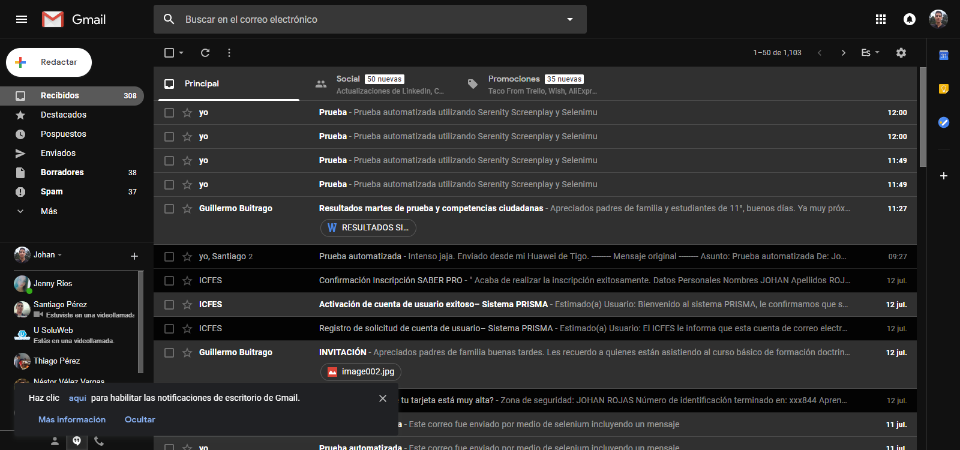 Gmail
Buscar en el correo electrónico
Redactar
1–50 de 1,103
Es
Recibidos 308
Destacados
Pospuestos
Enviados
Borradores 38
Spam 37
Más
Johan
Jenny Ríos
Santiago Pérez
Estuviste en una videollamada
U SoluWeb
Estás en una videollamada.
Thiago Pérez
Néstor Vélez Vargas
Principal
Social 50 nuevas
Actualizaciones de LinkedIn, C...
Promociones 35 nuevas
Taco From Trello, Wish, AliExpr...
yo Prueba - Prueba automatizada utilizando Serenity Screenplay y Selenimu 12:00
yo Prueba - Prueba automatizada utilizando Serenity Screenplay y Selenimu 12:00
yo Prueba - Prueba automatizada utilizando Serenity Screenplay y Selenimu 11:49
yo Prueba - Prueba automatizada utilizando Serenity Screenplay y Selenimu 11:49
Guillermo Buitrago Resultados martes de prueba y competencias ciudadanas - Apreciados padres de familia y estudiantes de 11°, buenos días. Ya muy próx... 11:27
W RESULTADOS SI...
yo, Santiago 2 Prueba automatizada - Intenso jaja. Enviado desde mi Huawei de Tigo. ——– Mensaje original ——– Asunto: Prueba automatizada De: Jo... 09:27
ICFES Confirmación Inscripción SABER PRO - " Acaba de realizar la inscripción exitosamente. Datos Personales Nombres JOHAN Apellidos ROJ... 12 jul.
ICFES Activación de cuenta de usuario exitoso– Sistema PRISMA - Estimado(a) Usuario: Bienvenido al sistema PRISMA, le confirmamos que s... 12 jul.
ICFES Registro de solicitud de cuenta de usuario– Sistema PRISMA - Estimado(a) Usuario: El ICFES le informa que esta cuenta de correo electr... 12 jul.
Guillermo Buitrago INVITACIÓN - Apreciados padres de familia buenas tardes. Les recuerdo a quienes están asistiendo al curso básico de formación doctrin... 12 jul.
image002.jpg
tu tarjeta está muy alta? - Zona de seguridad: JOHAN ROJAS Número de identificación terminado en: xxx844 Apren... 12 jul.
- Este correo fue enviado por medio de selenium incluyendo un mensaje 11 jul.
yo Prueba automatizada - Este correo fue enviado por medio de selenium incluyendo un mensaje 11 jul.
Haz clic aquí para habilitar las notificaciones de escritorio de Gmail.
Más información Ocultar